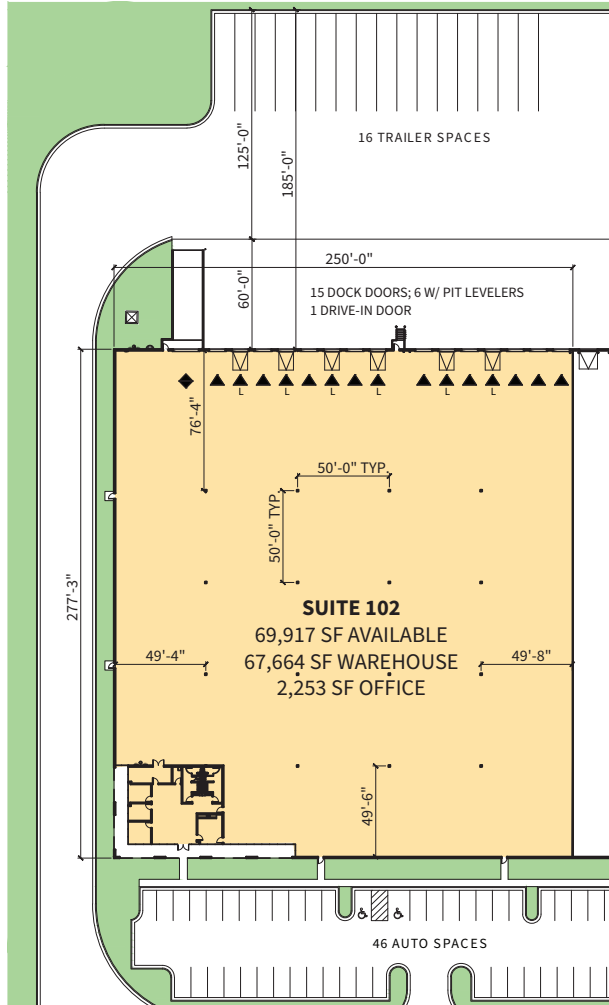 16 TRAILER SPACES
125'-0"
185'-0"
250'-0"
60'-0"
15 DOCK DOORS; 6 W/ PIT LEVELERS
1 DRIVE-IN DOOR
L L L L L L
76'-4"
50'-0" TYP.
50'-0" TYP.
277'-3"
SUITE 102
69,917 SF AVAILABLE
49'-4"
67,664 SF WAREHOUSE
49'-8"
2,253 SF OFFICE
49'-6"
46 AUTO SPACES